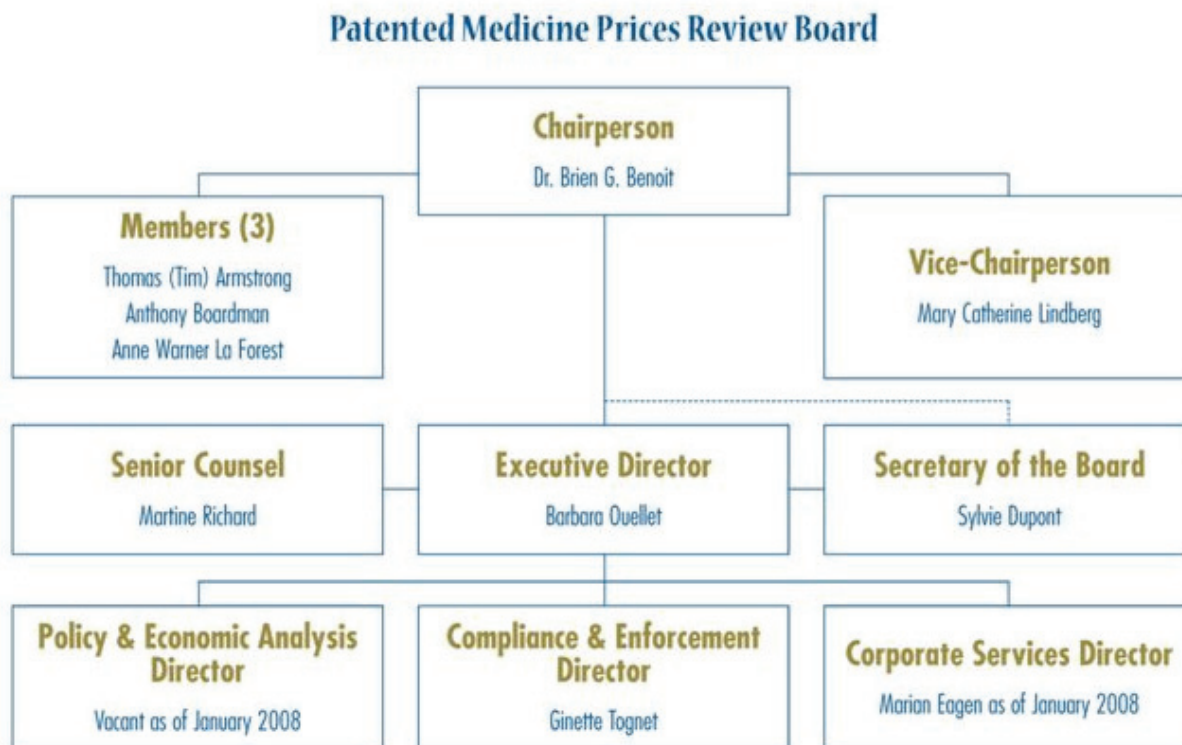 Patented Medicine Prices Review Board
Chairperson
Dr. Brien G. Benoit
Members (3)
Thomas (Tim) Armstrong
Anthony Boardman
Anne Warner La Forest
Vice-Chairperson
Mary Catherine Lindberg
Senior Counsel
Martine Richard
Executive Director
Barbara Ouellet
Secretary of the Board
Sylvie Dupont
Policy & Economic Analysis
Director
Vacant as of January 2008
Compliance & Enforcement
Director
Ginette Tognet
Corporate Services Director
Marian Eagen as of January 2008